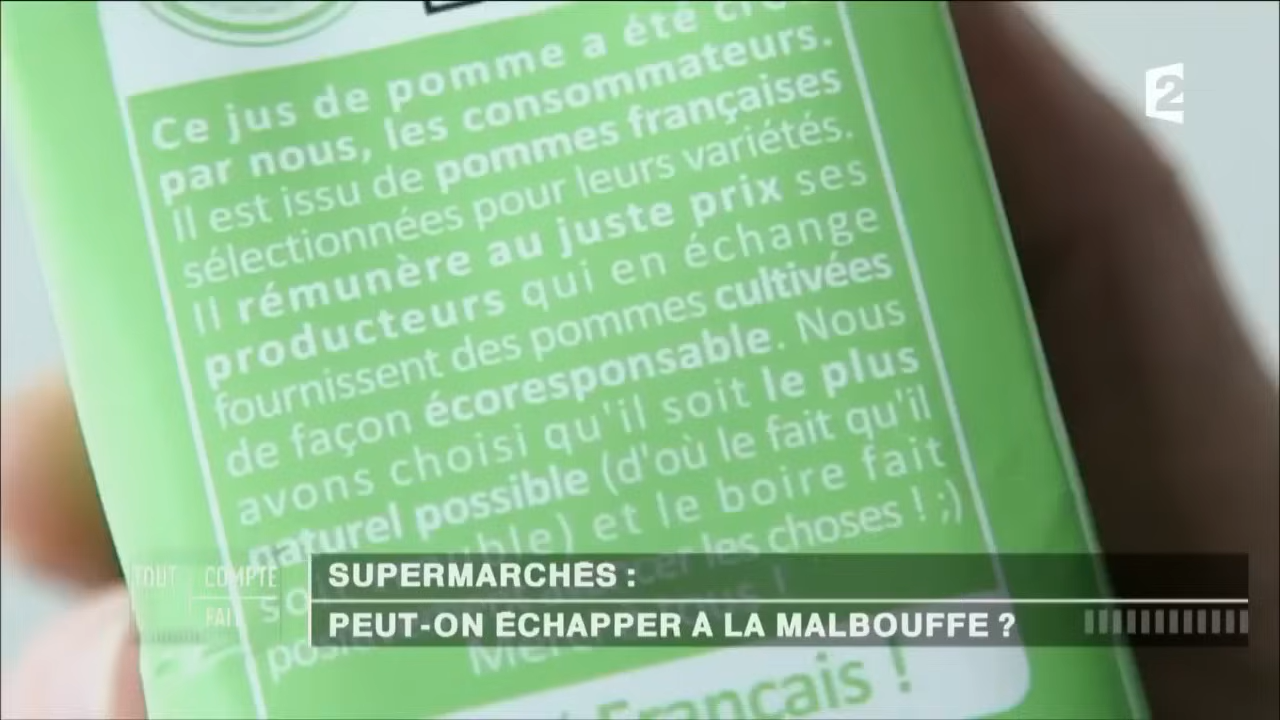 Ce jus de pomme a été
par nous, les consommateurs.
Il est issu de pommes françaises
sélectionnées pour leurs variétés.
Il rémunère au juste prix ses
producteurs qui en échange
fournissent des pommes cultivées
de façon écoresponsable. Nous
avons choisi qu'il soit le plus
naturel possible (d'où le fait qu'il
et le boire fait
les choses ! ;)
Français !
2
TOUT COMPTE
FAIT
SUPERMARCHÉS :
PEUT-ON ÉCHAPPER À LA MALBOUFFE ?